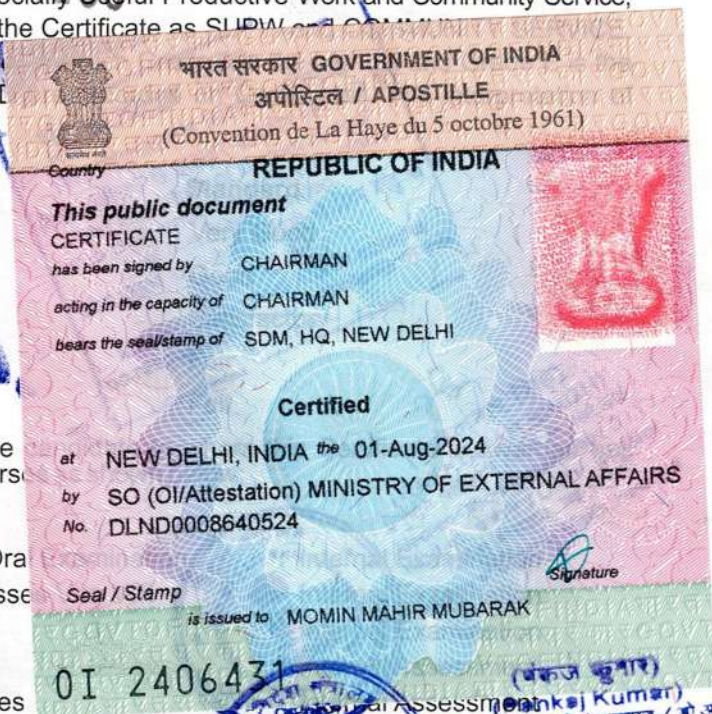 ocially Useful Productive Work and Community Service,
the Certificate as SUPW and COMMUNITY SERVICE
भारत सरकार GOVERNMENT OF INDIA
अपोस्टिल / APOSTILLE
(Convention de La Haye du 5 octobre 1961)
Country REPUBLIC OF INDIA
This public document
CERTIFICATE
has been signed by CHAIRMAN
acting in the capacity of CHAIRMAN
bears the seal/stamp of SDM, HQ, NEW DELHI
Certified
at NEW DELHI, INDIA the 01-Aug-2024
by SO (OI/Attestation) MINISTRY OF EXTERNAL AFFAIRS
No. DLND0008640524
Signature
Seal / Stamp
is issued to MOMIN MAHIR MUBARAK
OI 2406431
(पंकज कुमार)
(Pankaj Kumar)
Assessment